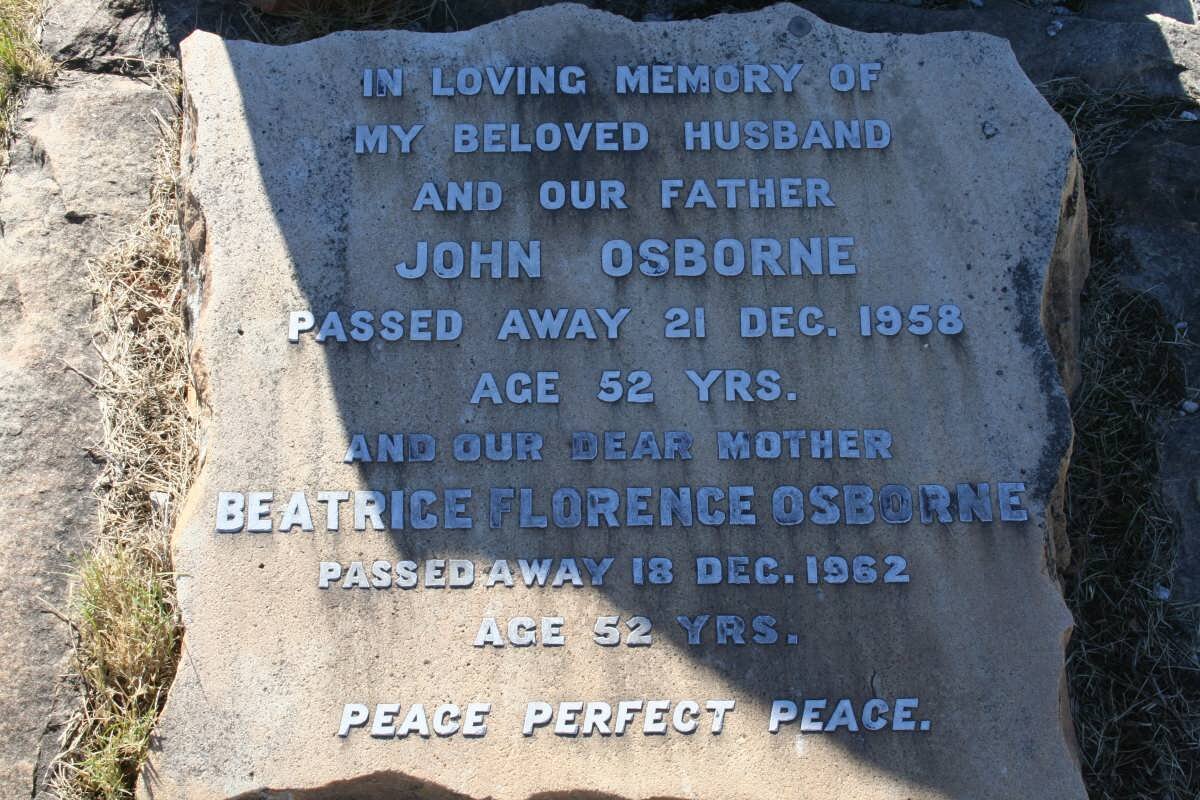 IN LOVING MEMORY OF
MY BELOVED HUSBAND
AND OUR FATHER
JOHN OSBORNE
PASSED AWAY 21 DEC. 1958
AGE 52 YRS.
AND OUR DEAR MOTHER
BEATRICE FLORENCE OSBORNE
PASSED AWAY 18 DEC. 1962
AGE 52 YRS.
PEACE PERFECT PEACE.